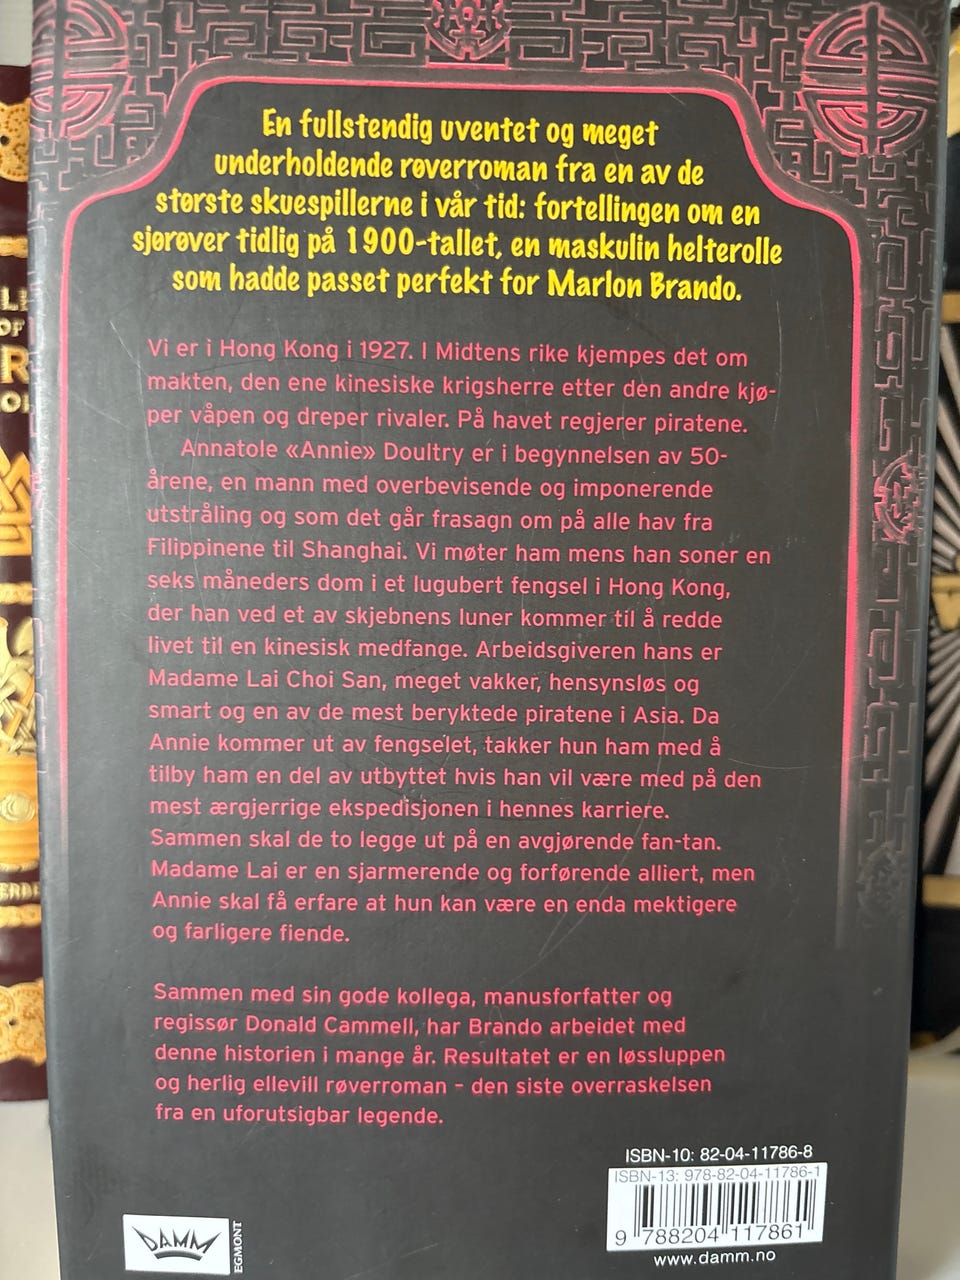 En fullstendig uventet og meget
underholdende røverroman fra en av de
største skuespillerne i vår tid: fortellingen om en
sjørøver tidlig på 1900-tallet, en maskulin helterolle
som hadde passet perfekt for Marlon Brando.
Vi er i Hong Kong i 1927. I Midtens rike kjempes det om
makten, den ene kinesiske krigsherre etter den andre kjø-
per våpen og dreper rivaler. På havet regjerer piratene.
Annatole «Annie» Doultry er i begynnelsen av 50-
årene, en mann med overbevisende og imponerende
utstråling og som det går frasagn om på alle hav fra
Filippinene til Shanghai. Vi møter ham mens han soner en
seks måneders dom i et lugubert fengsel i Hong Kong,
der han ved et av skjebnens luner kommer til å redde
livet til en kinesisk medfange. Arbeidsgiveren hans er
Madame Lai Choi San, meget vakker, hensynsløs og
smart og en av de mest beryktede piratene i Asia. Da
Annie kommer ut av fengselet, takker hun ham med å
tilby ham en del av utbyttet hvis han vil være med på den
mest ærgjerrige ekspedisjonen i hennes karriere.
Sammen skal de to legge ut på en avgjørende fan-tan.
Madame Lai er en sjarmerende og forførende alliert, men
Annie skal få erfare at hun kan være en enda mektigere
og farligere fiende.
Sammen med sin gode kollega, manusforfatter og
regissør Donald Cammell, har Brando arbeidet med
denne historien i mange år. Resultatet er en løssluppen
og herlig ellevill røverroman – den siste overraskelsen
fra en uforutsigbar legende.
ISBN-10: 82-04-11786-8
ISBN-13: 978-82-04-11786-1
9 788204 117861
www.damm.no
DAMM
EGMONT
OF